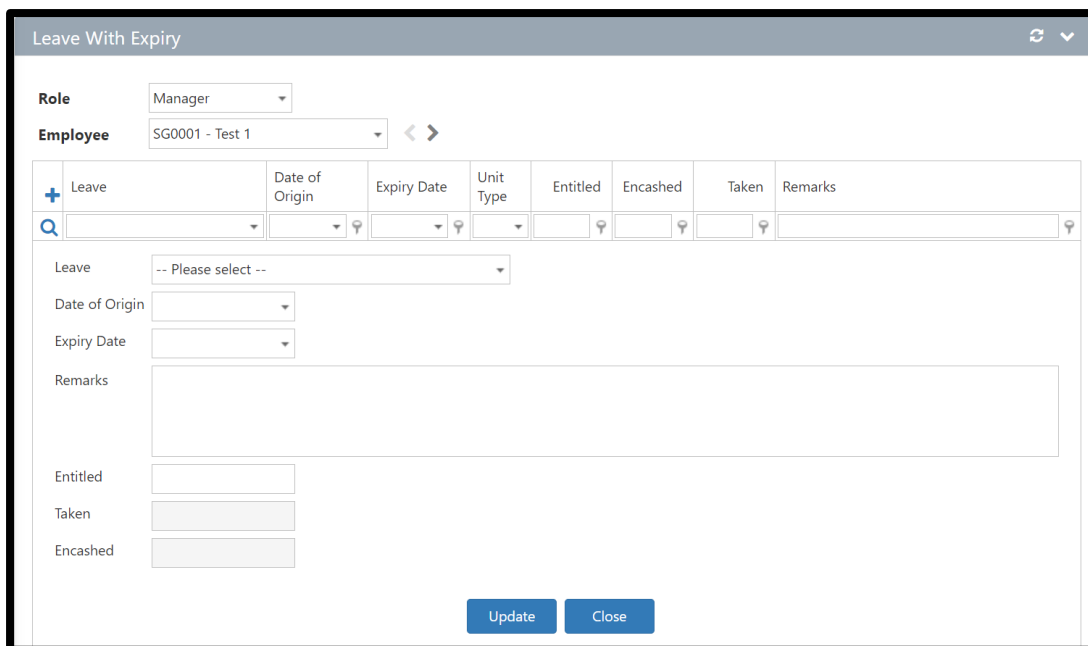 Leave With Expiry
Role Manager
Employee SG0001 - Test 1
Leave Date of Origin Expiry Date Unit Type Entitled Encashed Taken Remarks
Leave -- Please select --
Date of Origin
Expiry Date
Remarks
Entitled
Taken
Encashed
Update Close